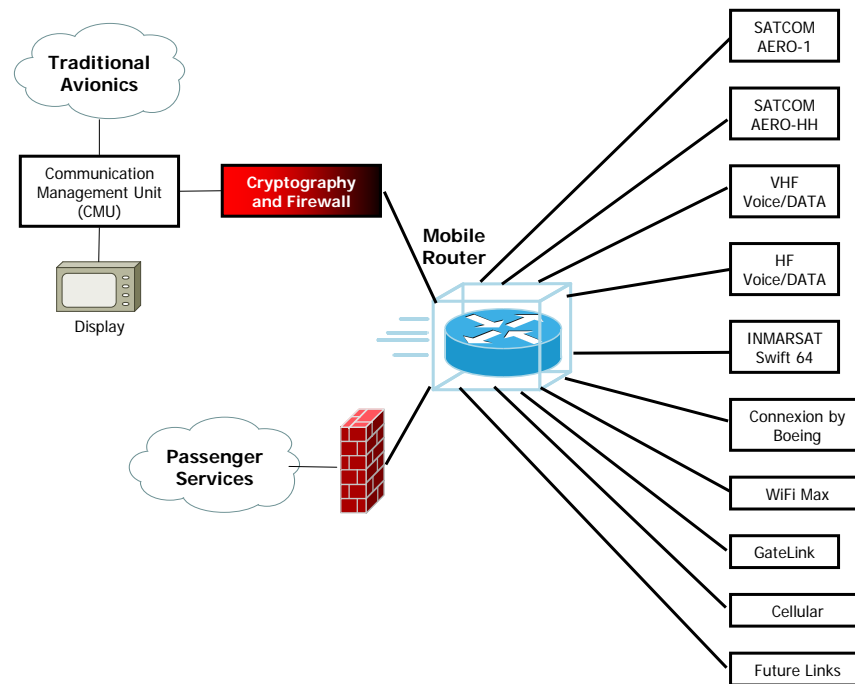 Traditional
Avionics
Communication
Management Unit
(CMU)
Display
Cryptography
and Firewall
Mobile
Router
Passenger
Services
SATCOM
AERO-1
SATCOM
AERO-HH
VHF
Voice/DATA
HF
Voice/DATA
INMARSAT
Swift 64
Connexion by
Boeing
WiFi Max
GateLink
Cellular
Future Links